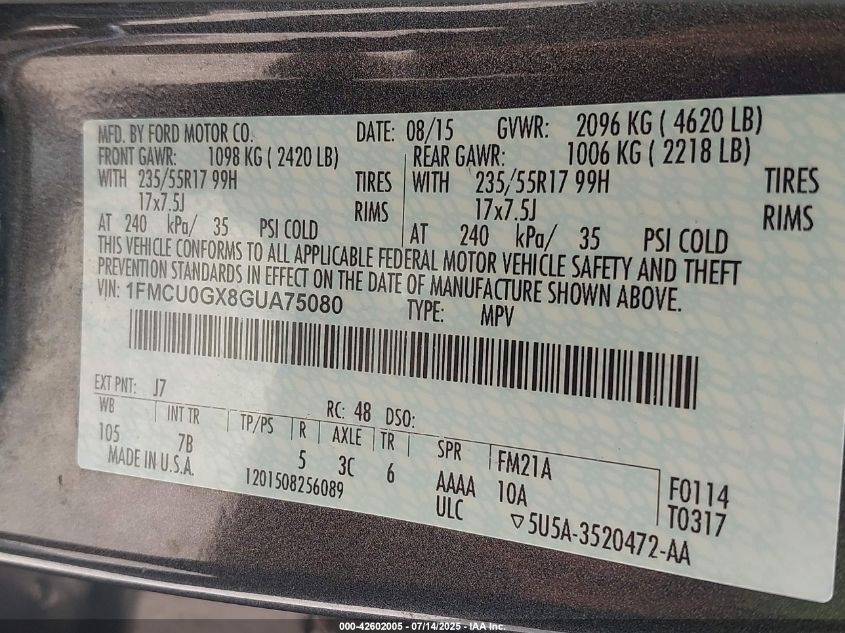 MFD. BY FORD MOTOR CO. DATE: 08/15 GVWR: 2096 KG ( 4620 LB)
FRONT GAWR: 1098 KG ( 2420 LB) REAR GAWR: 1006 KG ( 2218 LB)
WITH 235/55R17 99H TIRES WITH 235/55R17 99H TIRES
17x7.5J RIMS 17x7.5J RIMS
AT 240 kPa/ 35 PSI COLD AT 240 kPa/ 35 PSI COLD
THIS VEHICLE CONFORMS TO ALL APPLICABLE FEDERAL MOTOR VEHICLE SAFETY AND THEFT
PREVENTION STANDARDS IN EFFECT ON THE DATE OF MANUFACTURE SHOWN ABOVE.
VIN: 1FMCU0GX8GUA75080 TYPE: MPV
EXT PNT: J7 RC: 48 DSO:
WB INT TR TP/PS R AXLE TR SPR FM21A F0114
105 7B 5 3C 6 AAAA 10A T0317
MADE IN U.S.A. 1201508256089 ULC ▽5U5A-3520472-AA
000-42602005 - 07/14/2025 - IAA Inc.